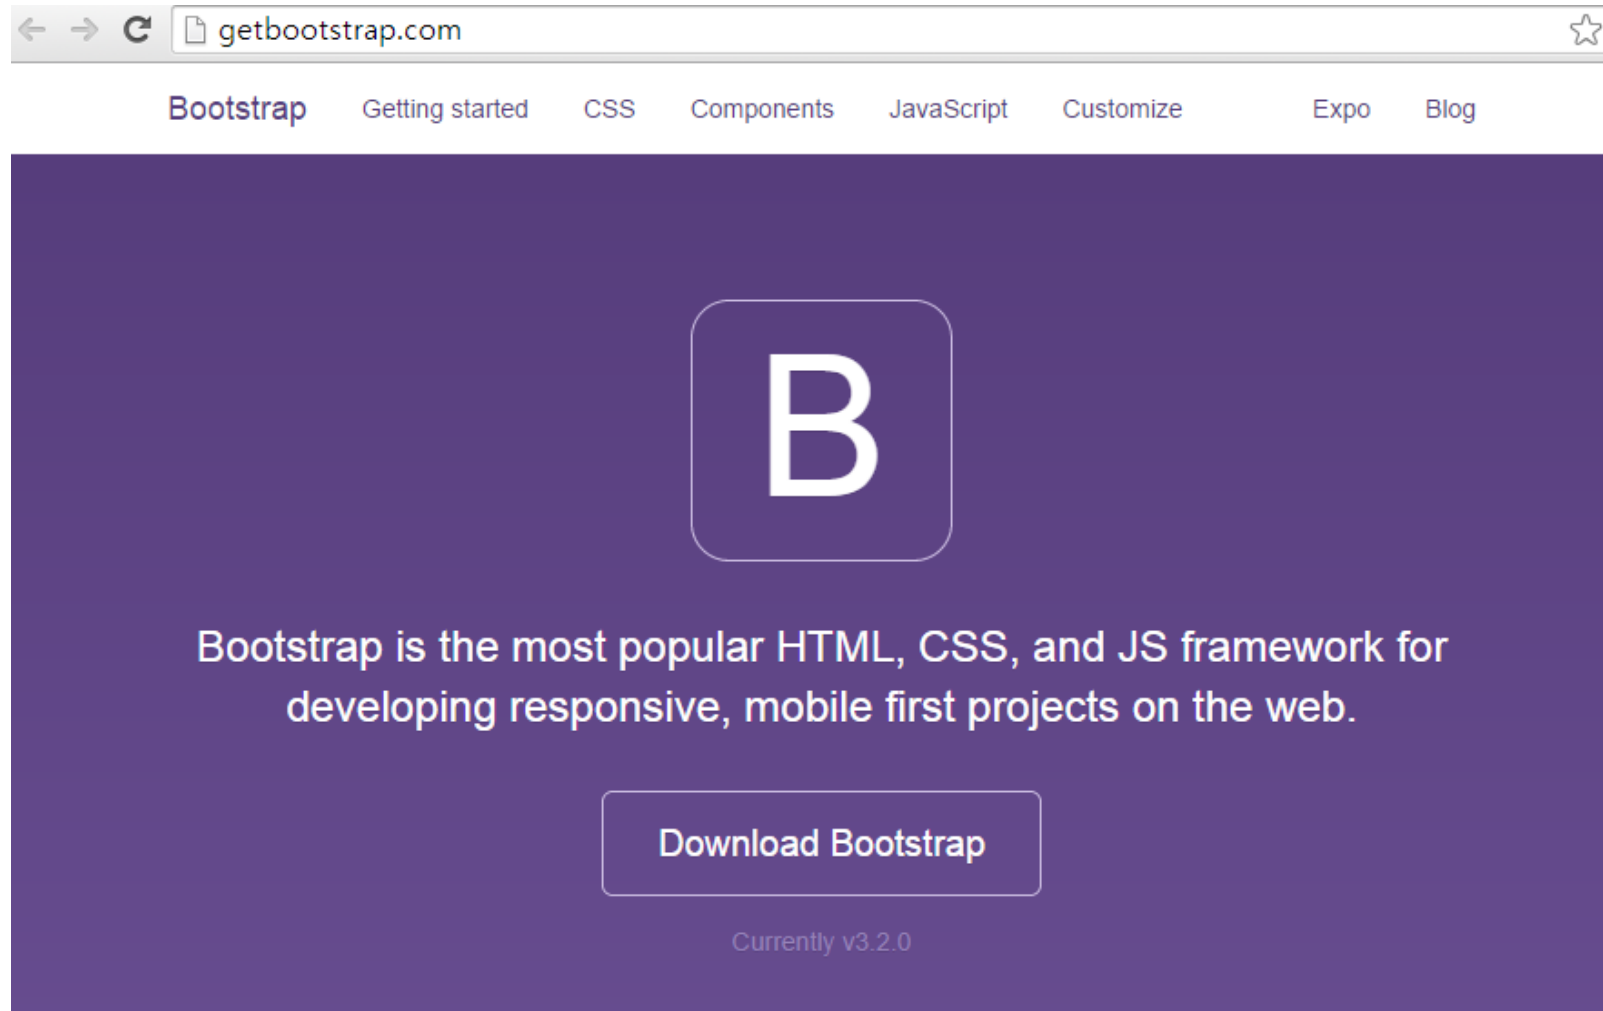 getbootstrap.com
Bootstrap Getting started CSS Components JavaScript Customize Expo Blog
B
Bootstrap is the most popular HTML, CSS, and JS framework for
developing responsive, mobile first projects on the web.
Download Bootstrap
Currently v3.2.0